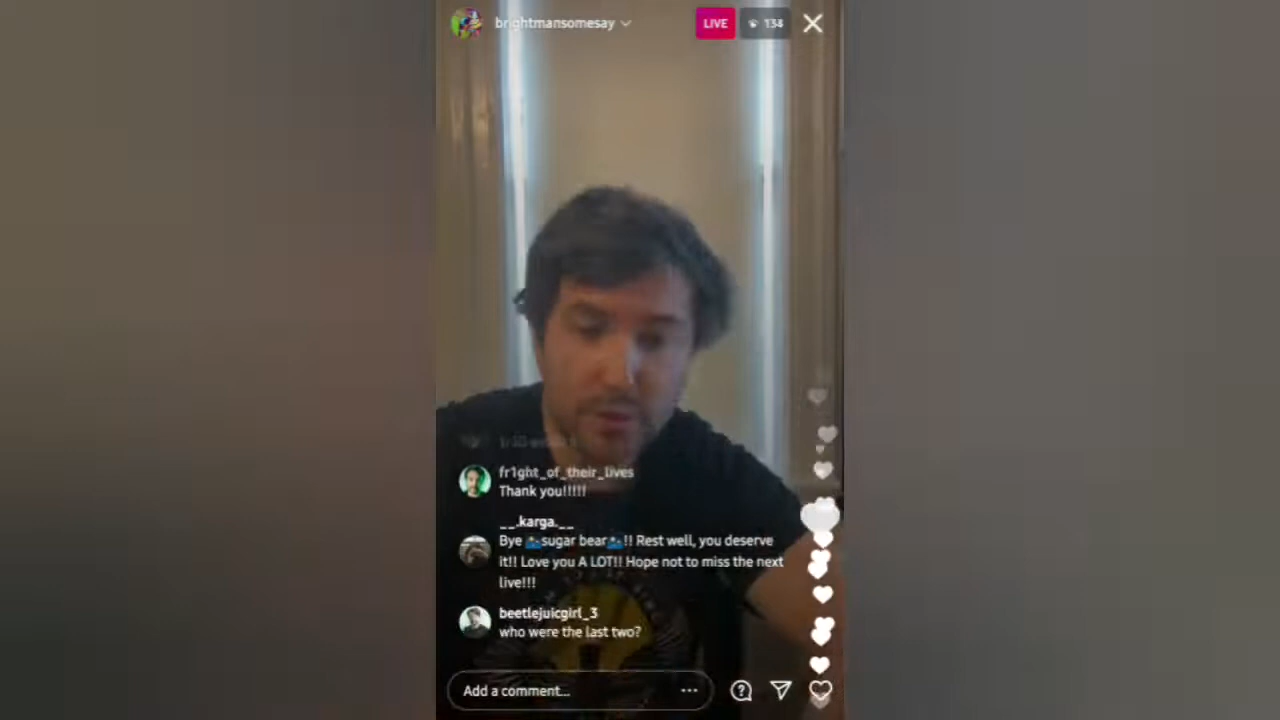 brightmansomesay
LIVE
134
fr1ght_of_their_lives
Thank you!!!!!
__.karga.__
Bye 🌊sugar bear🌊!! Rest well, you deserve
it!! Love you A LOT!! Hope not to miss the next
live!!!
beetlejuicgirl_3
who were the last two?
Add a comment...